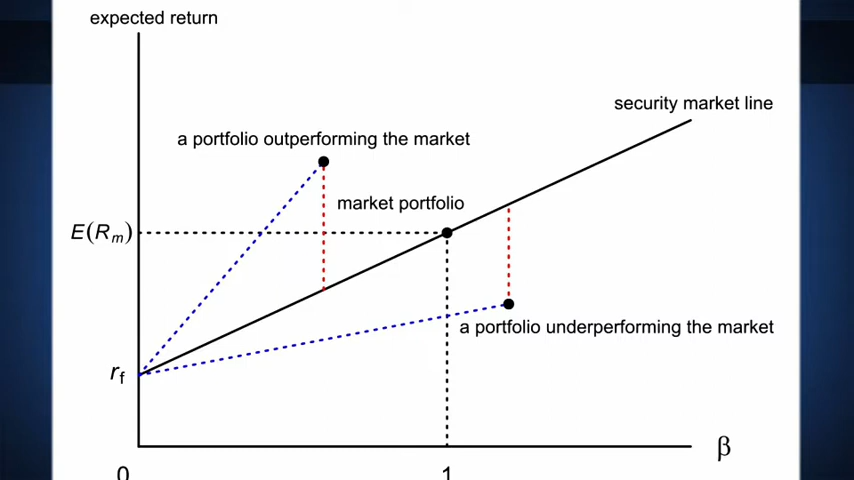 expected return
security market line
a portfolio outperforming the market
market portfolio
E(Rm)
a portfolio underperforming the market
rf
β
0
1